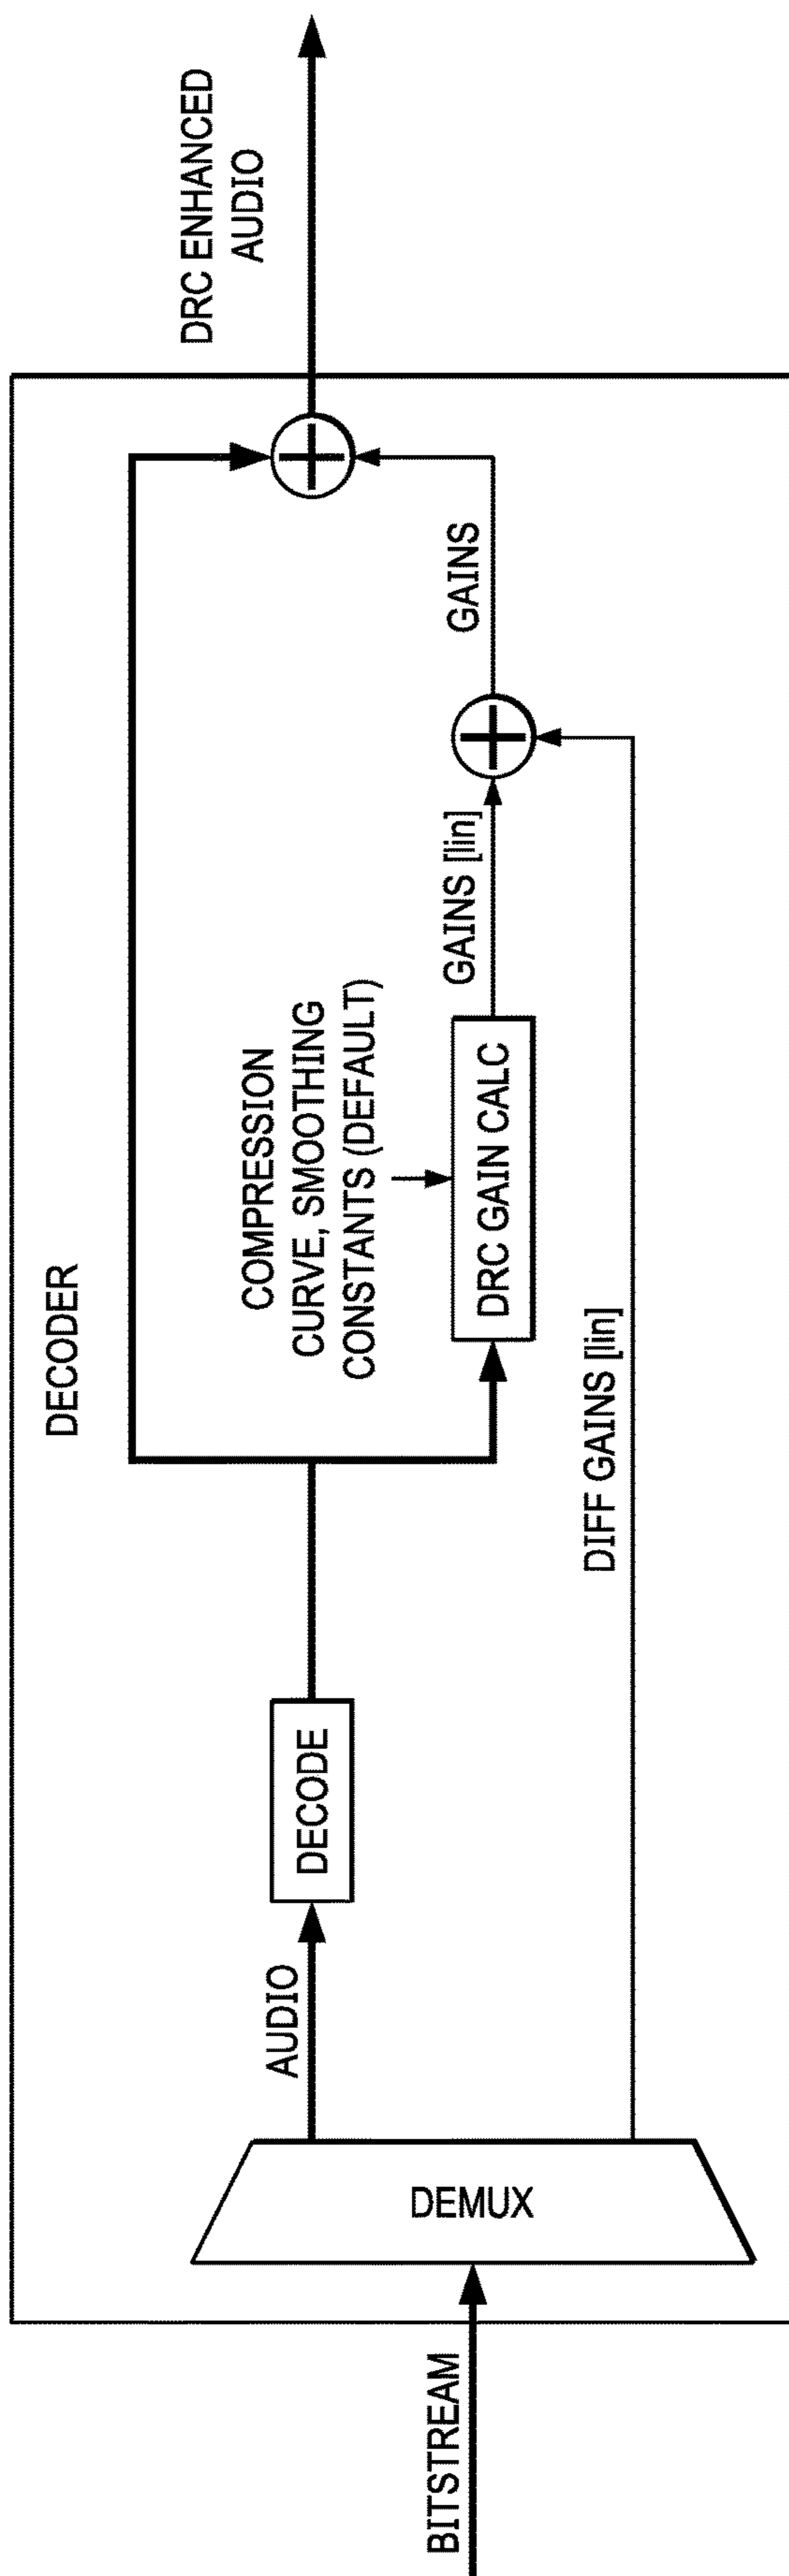 DECODER
DRC ENHANCED
AUDIO
COMPRESSION
CURVE, SMOOTHING
CONSTANTS (DEFAULT)
AUDIO
DECODE
BITSTREAM
DEMUX
DRC GAIN CALC
GAINS [lin]
GAINS
DIFF GAINS [lin]